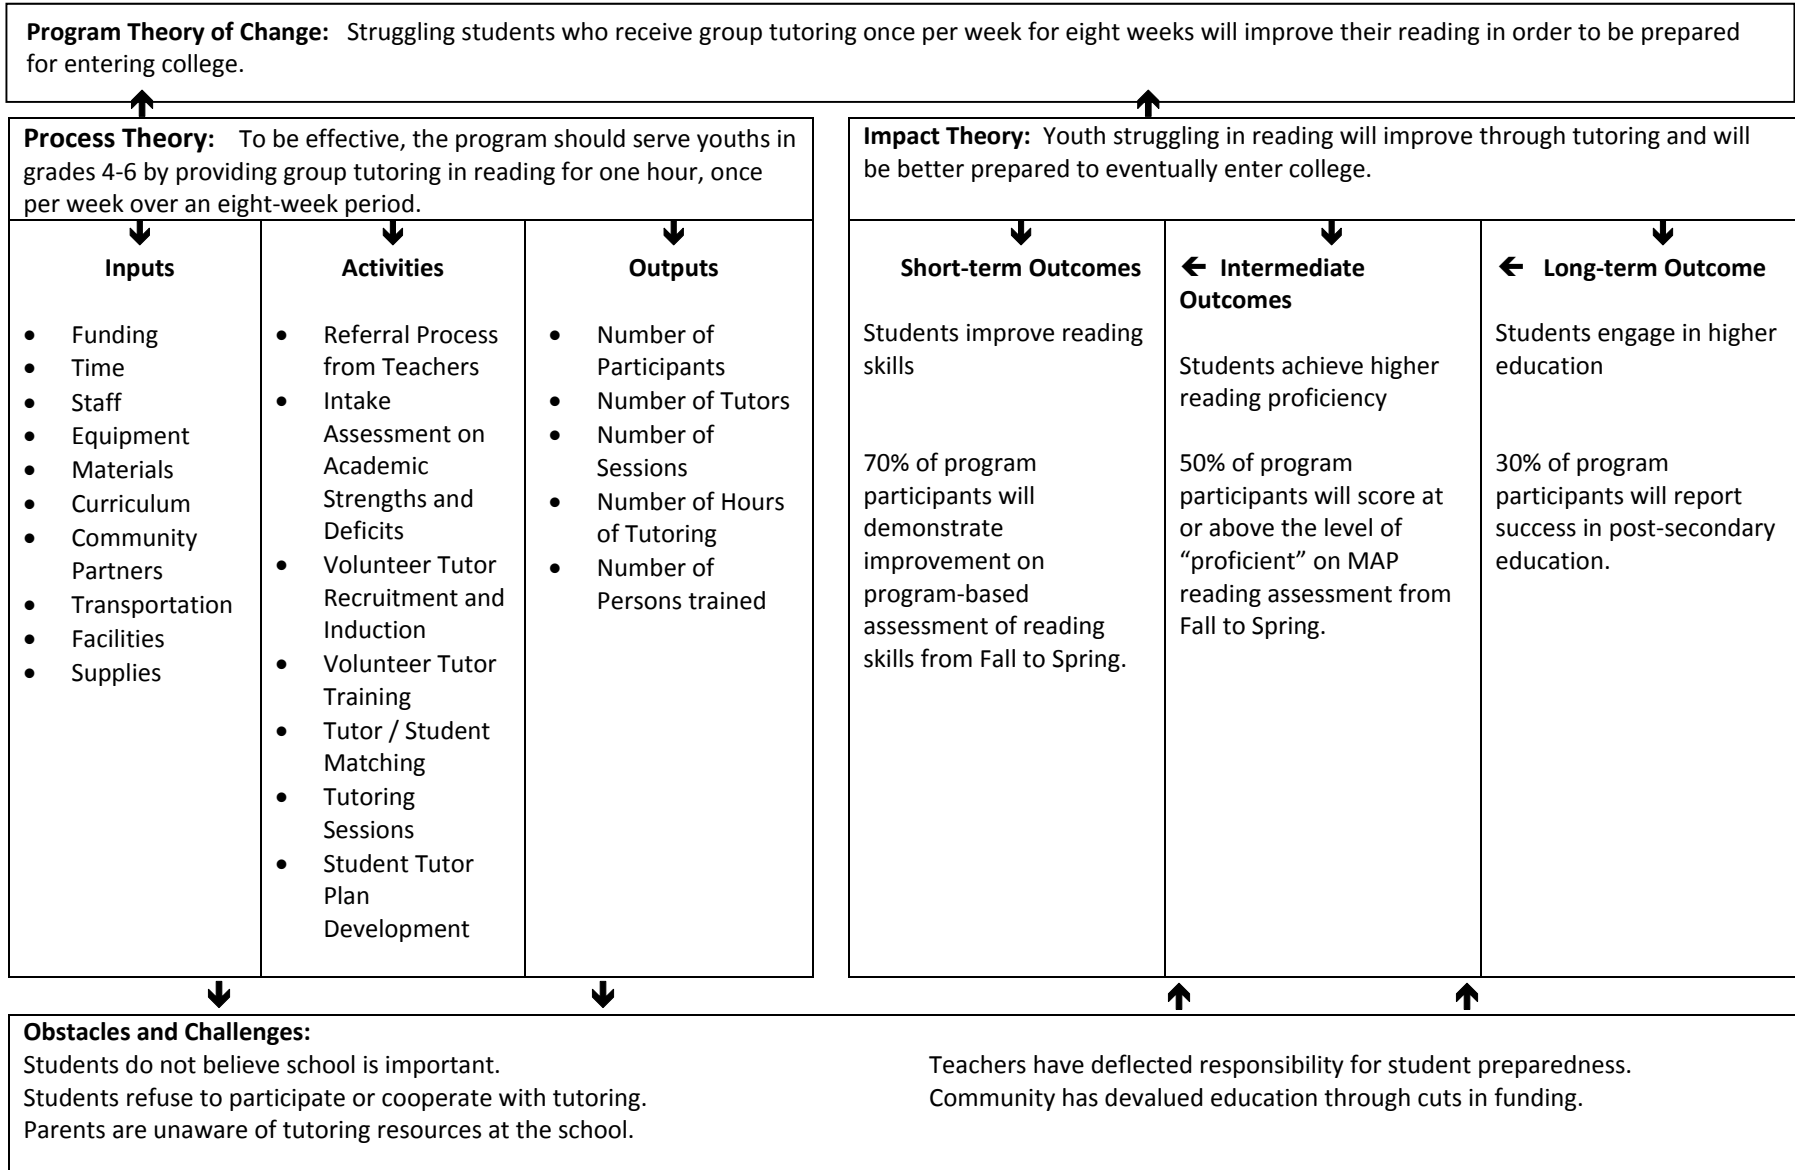 Program Theory of Change: Struggling students who receive group tutoring once per week for eight weeks will improve their reading in order to be prepared
for entering college.
Process Theory: To be effective, the program should serve youths in
grades 4-6 by providing group tutoring in reading for one hour, once
per week over an eight-week period.
Impact Theory: Youth struggling in reading will improve through tutoring and will
be better prepared to eventually enter college.
Inputs
• Funding
• Time
• Staff
• Equipment
• Materials
• Curriculum
• Community
Partners
• Transportation
• Facilities
• Supplies
Activities
• Referral Process
from Teachers
• Intake
Assessment on
Academic
Strengths and
Deficits
• Volunteer Tutor
Recruitment and
Induction
• Volunteer Tutor
Training
• Tutor / Student
Matching
• Tutoring
Sessions
• Student Tutor
Plan
Development
Outputs
• Number of
Participants
• Number of Tutors
• Number of
Sessions
• Number of Hours
of Tutoring
• Number of
Persons trained
Short-term Outcomes
Students improve reading
skills
70% of program
participants will
demonstrate
improvement on
program-based
assessment of reading
skills from Fall to Spring.
← Intermediate
Outcomes
Students achieve higher
reading proficiency
50% of program
participants will score at
or above the level of
“proficient” on MAP
reading assessment from
Fall to Spring.
← Long-term Outcome
Students engage in higher
education
30% of program
participants will report
success in post-secondary
education.
Obstacles and Challenges:
Students do not believe school is important.
Students refuse to participate or cooperate with tutoring.
Parents are unaware of tutoring resources at the school.
Teachers have deflected responsibility for student preparedness.
Community has devalued education through cuts in funding.